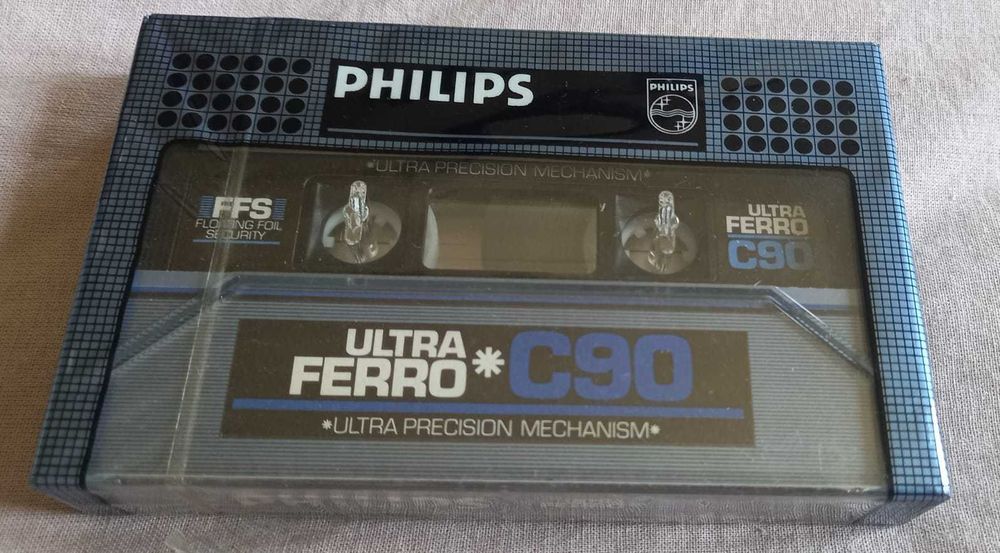 PHILIPS
PHILIPS
*ULTRA PRECISION MECHANISM*
FFS
FLOATING FOIL
SECURITY
ULTRA
FERRO
C90
ULTRA
FERRO*C90
*ULTRA PRECISION MECHANISM*